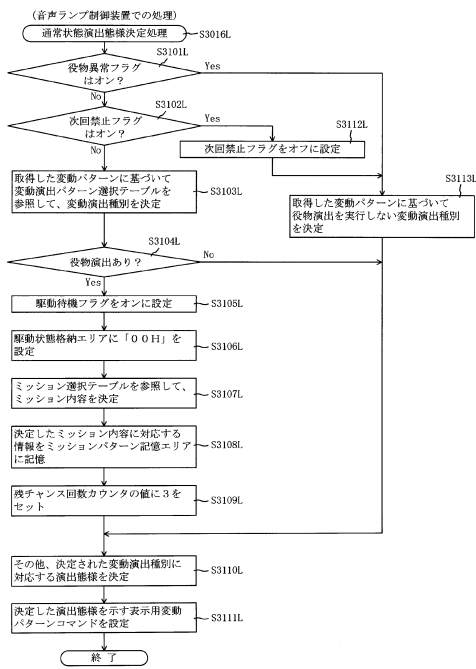 (音声ランプ制御装置での処理)
通常状態演出態様決定処理
S3016L
S3101L
役物異常フラグ
はオン?
Yes
No
S3102L
次回禁止フラグ
はオン?
Yes
No
S3112L
次回禁止フラグをオフに設定
取得した変動パターンに基づいて
変動演出パターン選択テーブルを
参照して、変動演出種別を決定
S3103L
S3113L
取得した変動パターンに基づいて
役物演出を実行しない変動演出種別
を決定
S3104L
役物演出あり?
No
Yes
駆動待機フラグをオンに設定
S3105L
駆動状態格納エリアに「00H」を
設定
S3106L
ミッション選択テーブルを参照して、
ミッション内容を決定
S3107L
決定したミッション内容に対応する
情報をミッションパターン記憶エリア
に記憶
S3108L
残チャンス回数カウンタの値に3を
セット
S3109L
その他、決定された変動演出種別に
対応する演出態様を決定
S3110L
決定した演出態様を示す表示用変動
パターンコマンドを設定
S3111L
終了